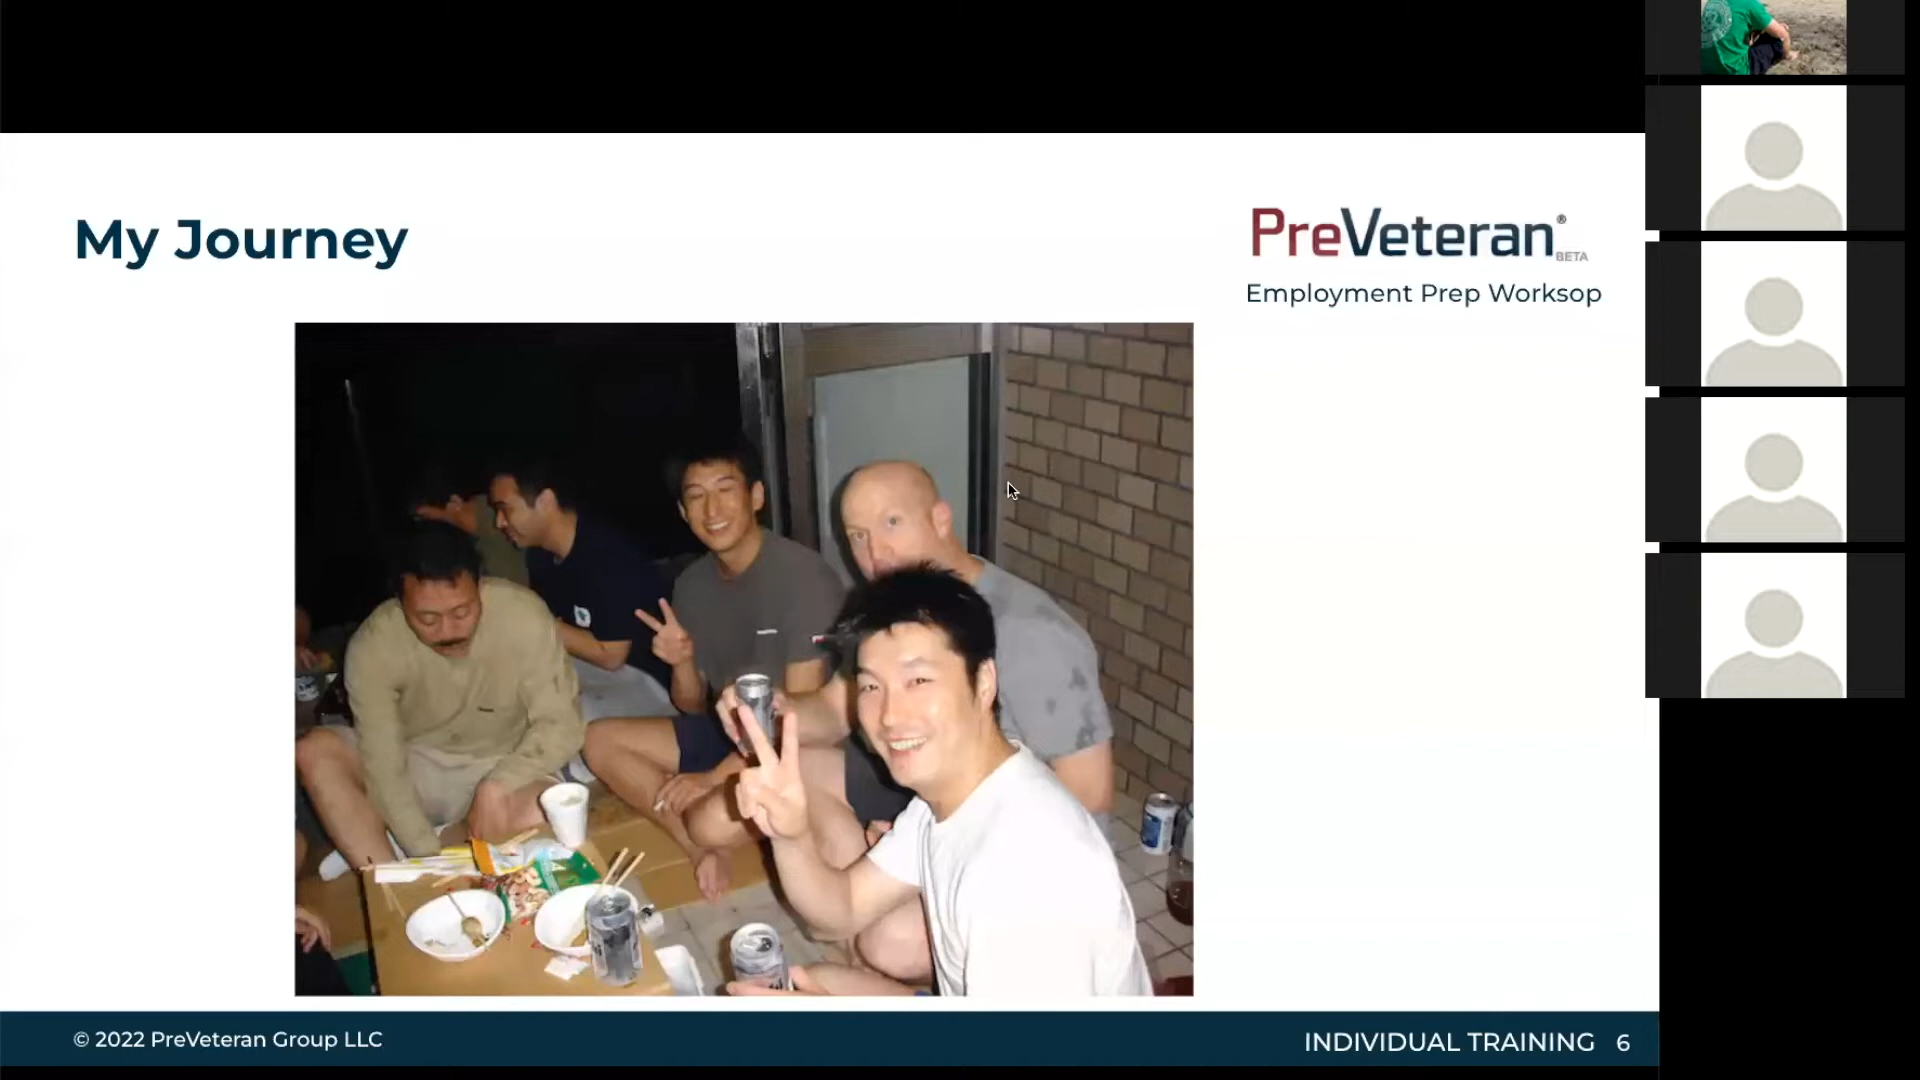 My Journey
PreVeteran®
BETA
Employment Prep Worksop
© 2022 PreVeteran Group LLC
INDIVIDUAL TRAINING 6